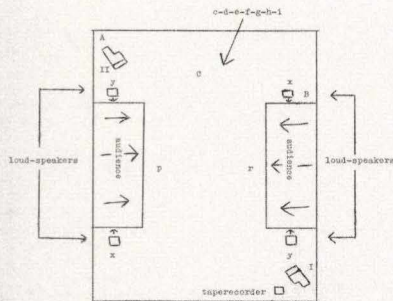 c-d-e-f-g-h-i
A
II
C
y
x
B
loud-speakers
audience
p
r
audience
loud-speakers
x
y
I
taperecorder